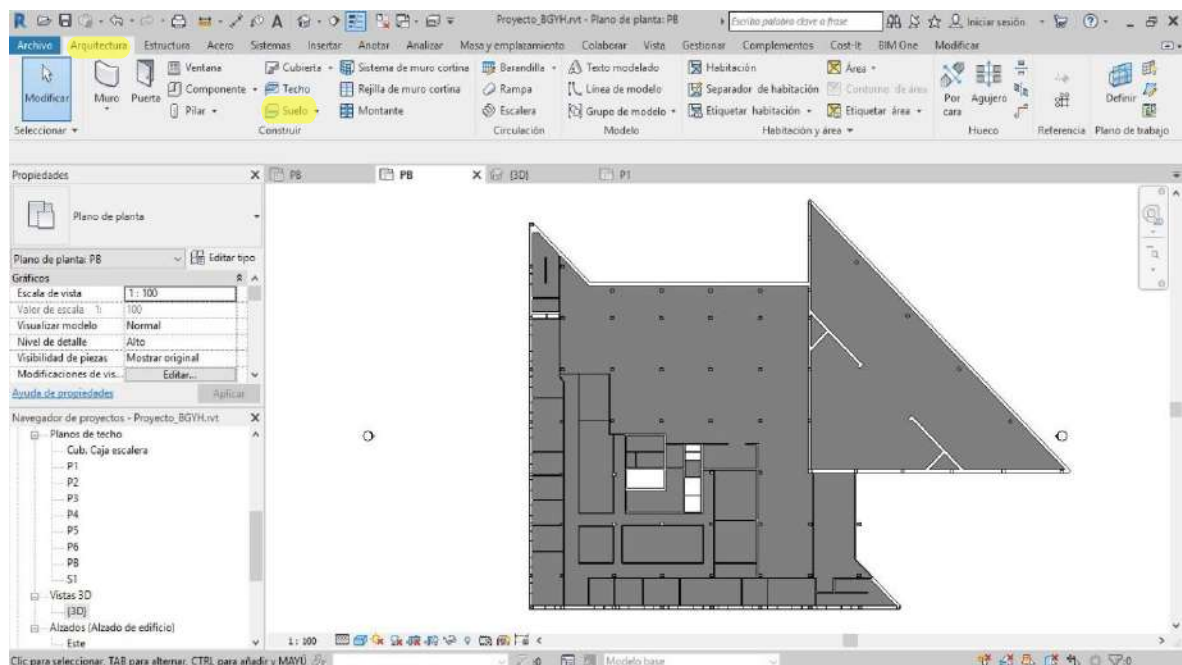 Proyecto_BGYH.rvt - Plano de planta: PB
Escriba palabra clave o frase
Iniciar sesión
Archivo Arquitectura Estructura Acero Sistemas Insertar Anotar Analizar Masa y emplazamiento Colaborar Vista Gestionar Complementos Cost-It BIM One Modificar
Modificar
Muro
Puerta
Ventana
Componente
Pilar
Cubierta
Techo
Suelo
Sistema de muro cortina
Rejilla de muro cortina
Montante
Barandilla
Rampa
Escalera
Texto modelado
Línea de modelo
Grupo de modelo
Habitación
Separador de habitación
Etiquetar habitación
Área
Contorno de área
Etiquetar área
Por cara
Agujero
Definir
Seleccionar Construir Circulación Modelo Habitación y área Hueco Referencia Plano de trabajo
Propiedades
PB PB {3D} P1
Plano de planta
Plano de planta: PB Editar tipo
Gráficos
Escala de vista 1 : 100
Valor de escala 1: 100
Visualizar modelo Normal
Nivel de detalle Alto
Visibilidad de piezas Mostrar original
Modificaciones de vis... Editar...
Ayuda de propiedades Aplicar
Navegador de proyectos - Proyecto_BGYH.rvt
Planos de techo
Cub. Caja escalera
P1
P2
P3
P4
P5
P6
PB
S1
Vistas 3D
{3D}
Alzados (Alzado de edificio)
Este
1 : 100
Clic para seleccionar, TAB para alternar, CTRL para añadir y MAYÚ
:0
Modelo base